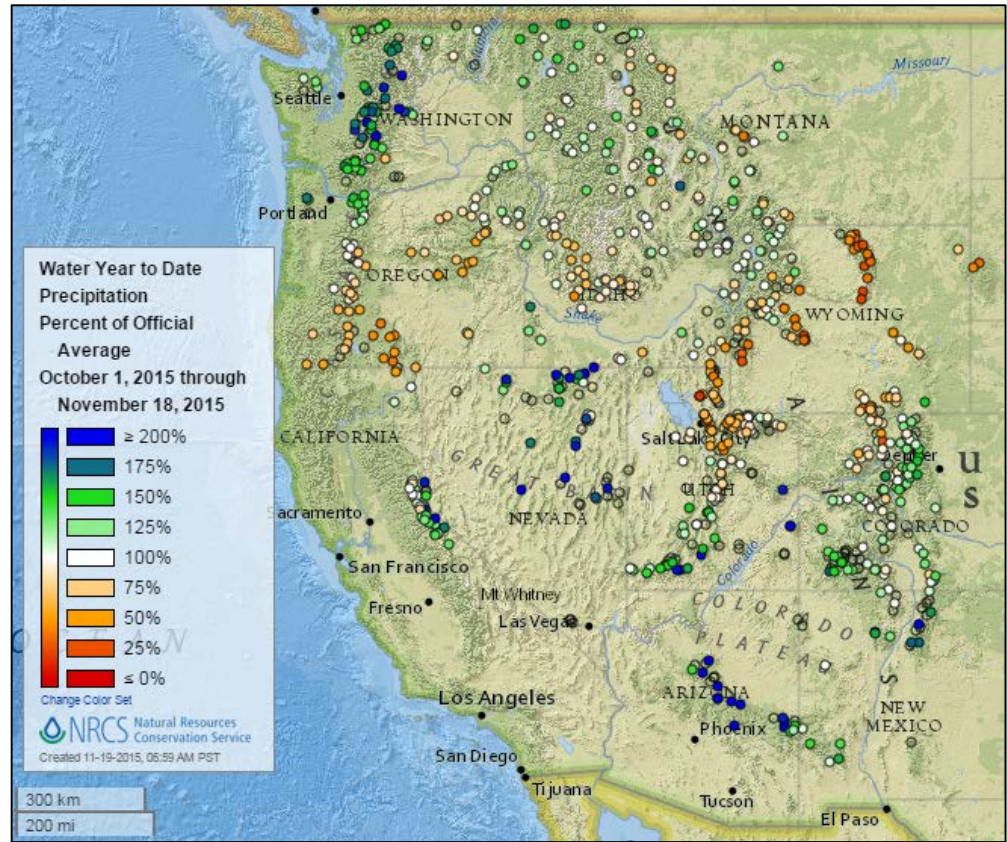 Seattle
WASHINGTON
Missouri
MONTANA
Portland
OREGON
IDAHO
Snake
WYOMING
Water Year to Date
Precipitation
Percent of Official
Average
October 1, 2015 through
November 18, 2015
≥ 200%
175%
150%
125%
100%
75%
50%
25%
≤ 0%
Change Color Set
NRCS Natural Resources
Conservation Service
Created 11-19-2015, 06:59 AM PST
300 km
200 mi
CALIFORNIA
Salt Lake City
Denver
US
GREAT BASIN
NEVADA
UTAH
COLORADO
Sacramento
San Francisco
Colorado
Fresno
Mt Whitney
Las Vegas
COLORADO
PLATEAU
Los Angeles
ARIZONA
Phoenix
NEW
MEXICO
San Diego
Tijuana
Tucson
El Paso